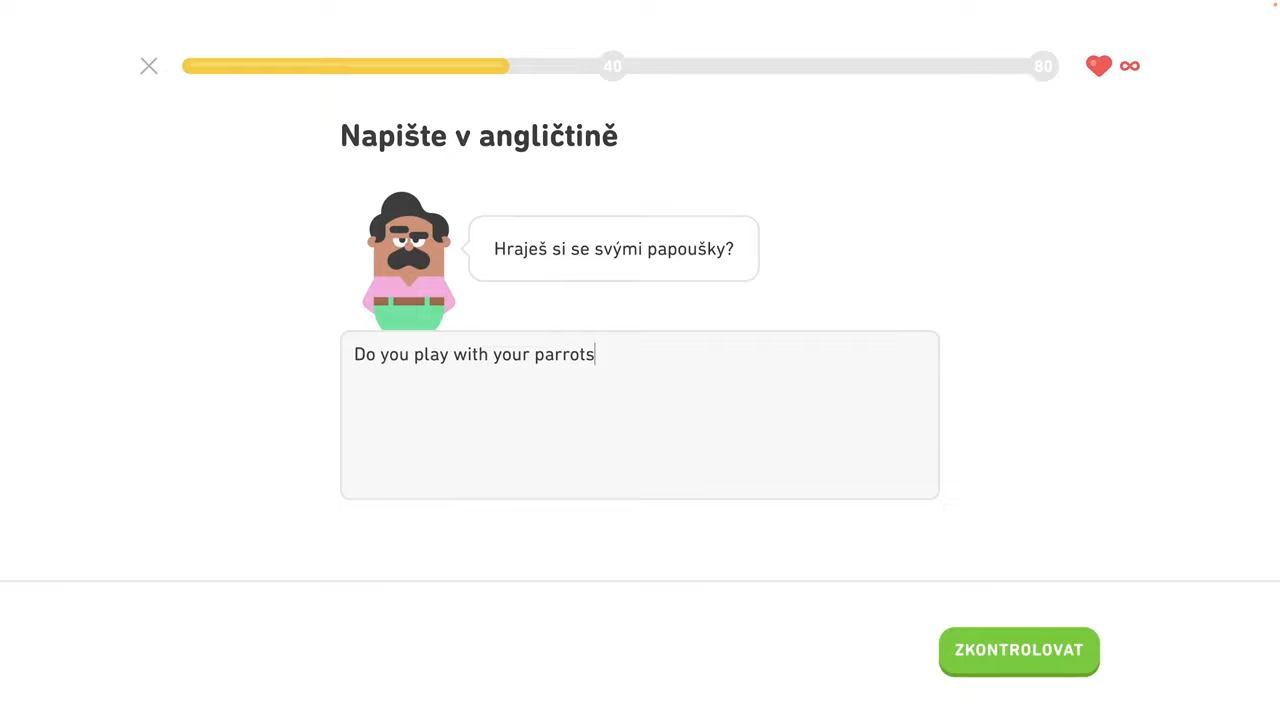 40
80
∞
Napište v angličtině
Hraješ si se svými papoušky?
Do you play with your parrots
ZKONTROLOVAT